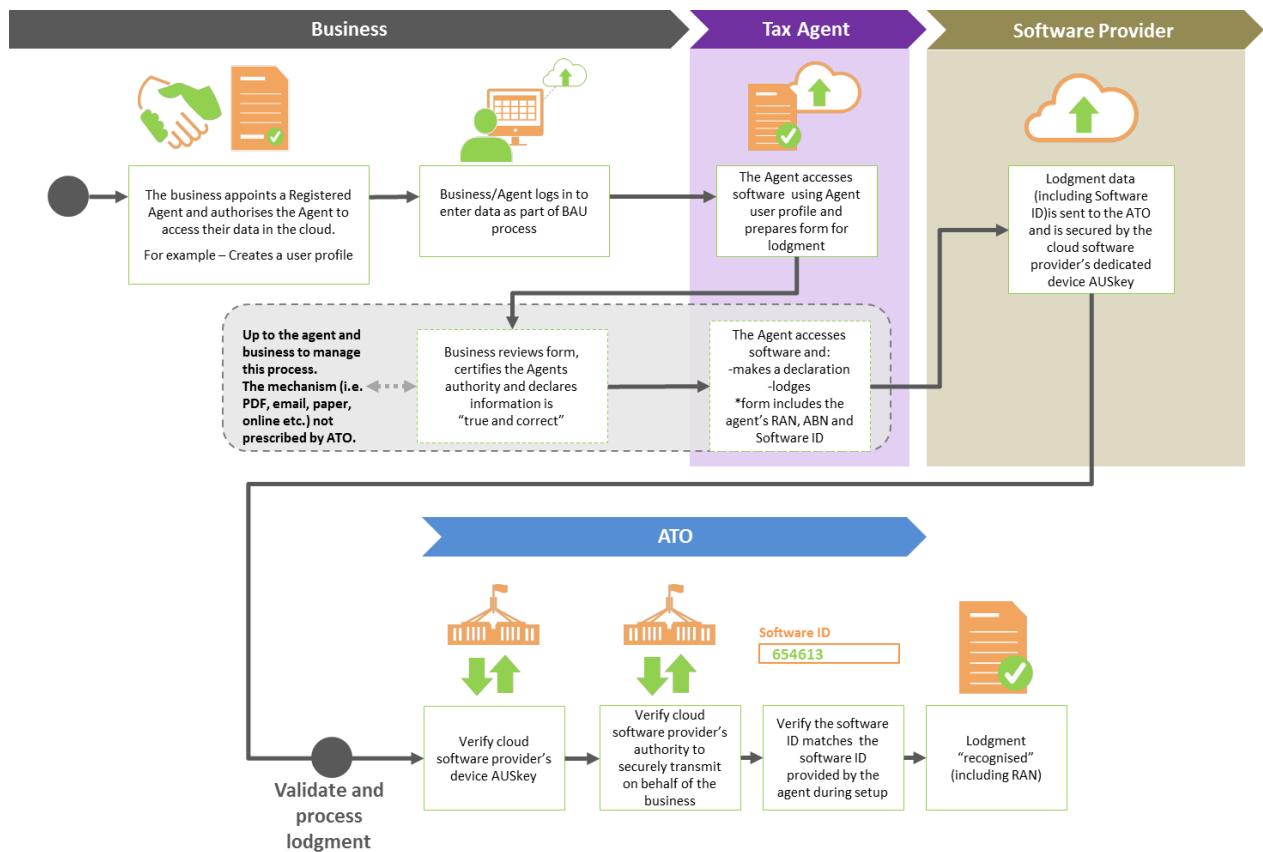 Business
Tax Agent
Software Provider
The business appoints a Registered
Agent and authorises the Agent to
access their data in the cloud.
For example – Creates a user profile
Business/Agent logs in to
enter data as part of BAU
process
The Agent accesses
software using Agent
user profile and
prepares form for
lodgment
Lodgment data
(including Software
ID)is sent to the ATO
and is secured by the
cloud software
provider's dedicated
device AUSkey
Up to the agent and
business to manage
this process.
The mechanism (i.e.
PDF, email, paper,
online etc.) not
prescribed by ATO.
Business reviews form,
certifies the Agents
authority and declares
information is
“true and correct”
The Agent accesses
software and:
-makes a declaration
-lodges
*form includes the
agent's RAN, ABN and
Software ID
ATO
Software ID
654613
Validate and
process
lodgment
Verify cloud
software provider's
device AUSkey
Verify cloud
software provider's
authority to
securely transmit
on behalf of the
business
Verify the software
ID matches the
software ID
provided by the
agent during setup
Lodgment
“recognised”
(including RAN)